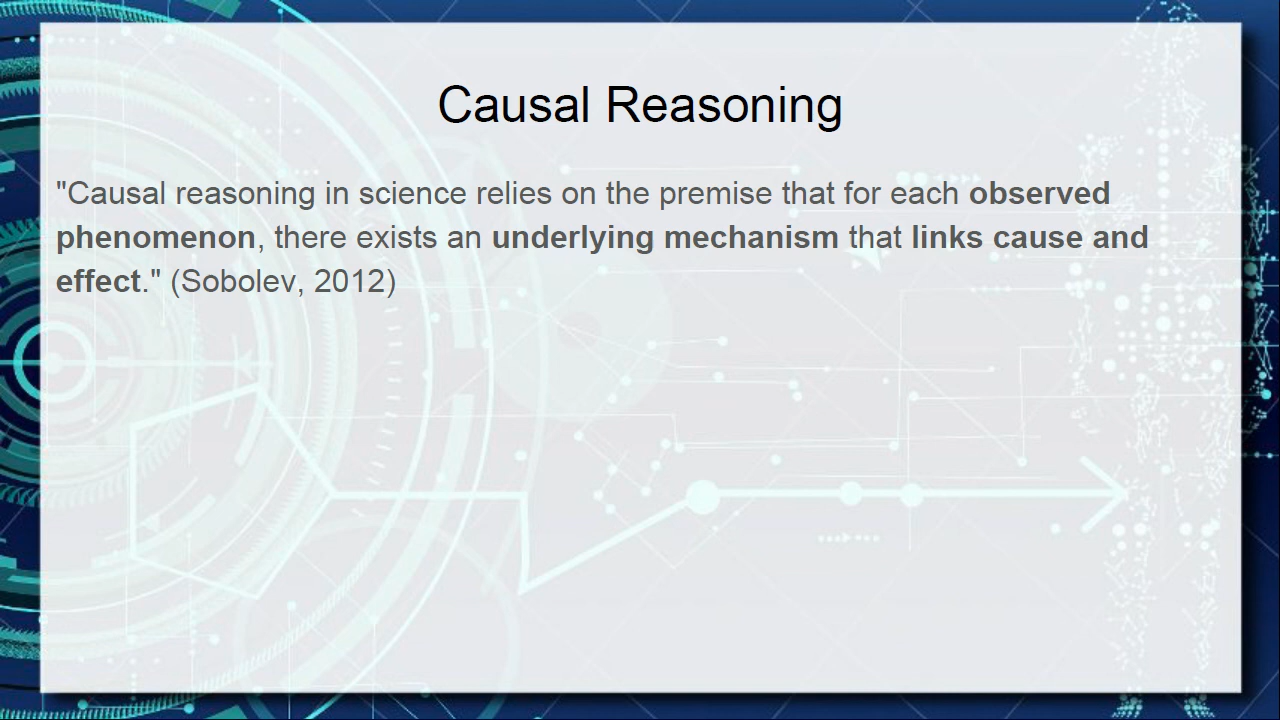 Causal Reasoning
"Causal reasoning in science relies on the premise that for each observed
phenomenon, there exists an underlying mechanism that links cause and
effect." (Sobolev, 2012)